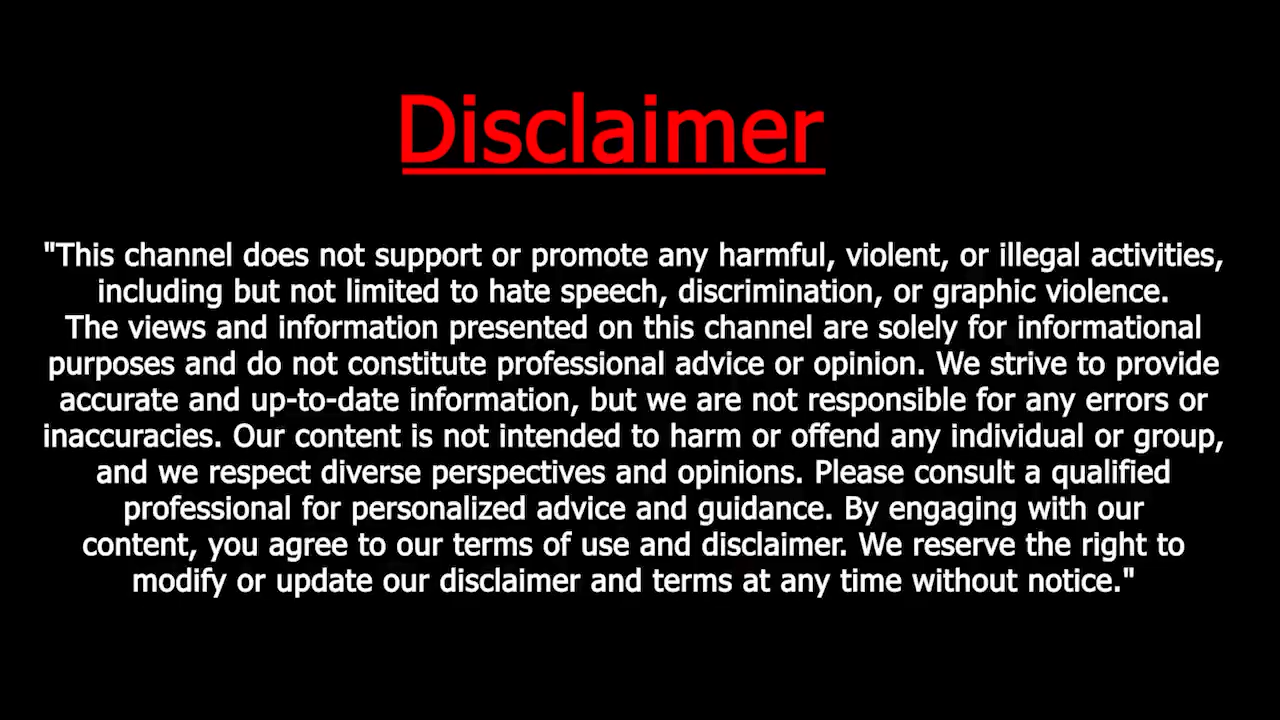 Disclaimer
"This channel does not support or promote any harmful, violent, or illegal activities,
including but not limited to hate speech, discrimination, or graphic violence.
The views and information presented on this channel are solely for informational
purposes and do not constitute professional advice or opinion. We strive to provide
accurate and up-to-date information, but we are not responsible for any errors or
inaccuracies. Our content is not intended to harm or offend any individual or group,
and we respect diverse perspectives and opinions. Please consult a qualified
professional for personalized advice and guidance. By engaging with our
content, you agree to our terms of use and disclaimer. We reserve the right to
modify or update our disclaimer and terms at any time without notice."